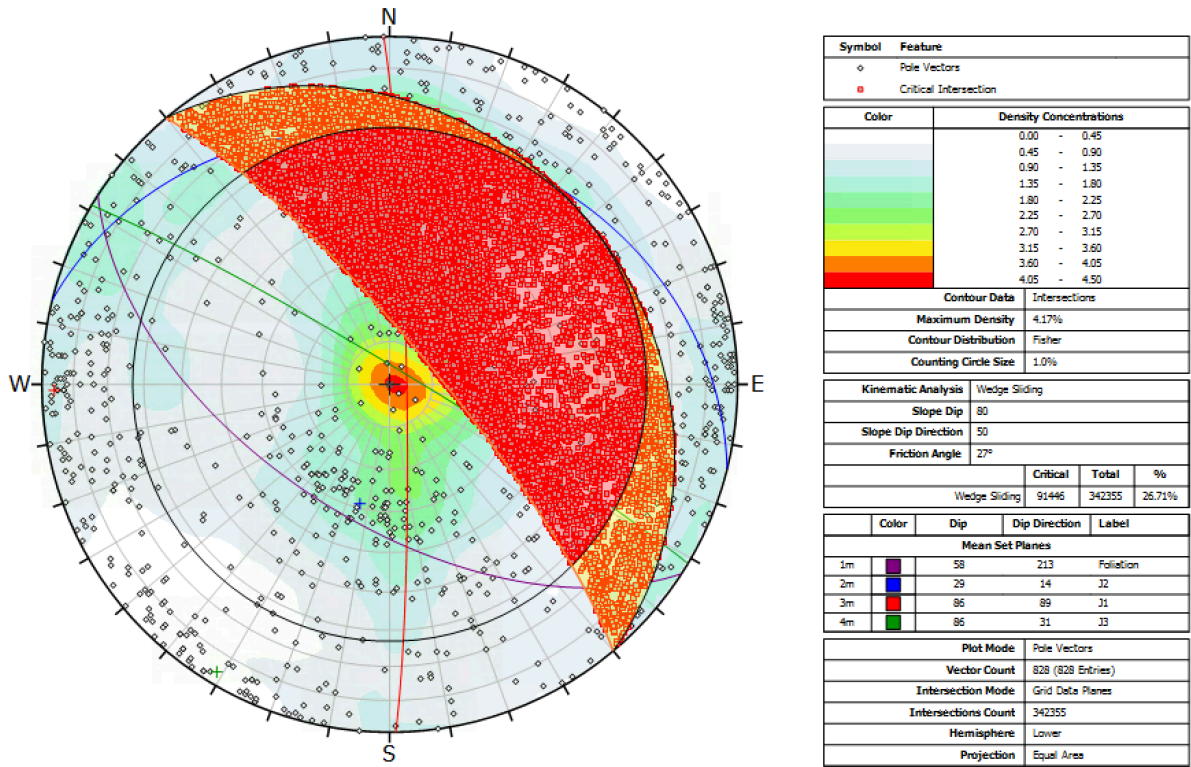 N
W
E
S
Symbol Feature
Pole Vectors
Critical Intersection
Color Density Concentrations
0.00 - 0.45
0.45 - 0.90
0.90 - 1.35
1.35 - 1.80
1.80 - 2.25
2.25 - 2.70
2.70 - 3.15
3.15 - 3.60
3.60 - 4.05
4.05 - 4.50
Contour Data Intersections
Maximum Density 4.17%
Contour Distribution Fisher
Counting Circle Size 1.0%
Kinematic Analysis Wedge Sliding
Slope Dip 80
Slope Dip Direction 50
Friction Angle 27°
Critical Total %
Wedge Sliding 91446 342355 26.71%
Color Dip Dip Direction Label
Mean Set Planes
1m 58 213 Foliation
2m 29 14 J2
3m 86 89 J1
4m 86 31 J3
Plot Mode Pole Vectors
Vector Count 828 (828 Entries)
Intersection Mode Grid Data Planes
Intersections Count 342355
Hemisphere Lower
Projection Equal Area